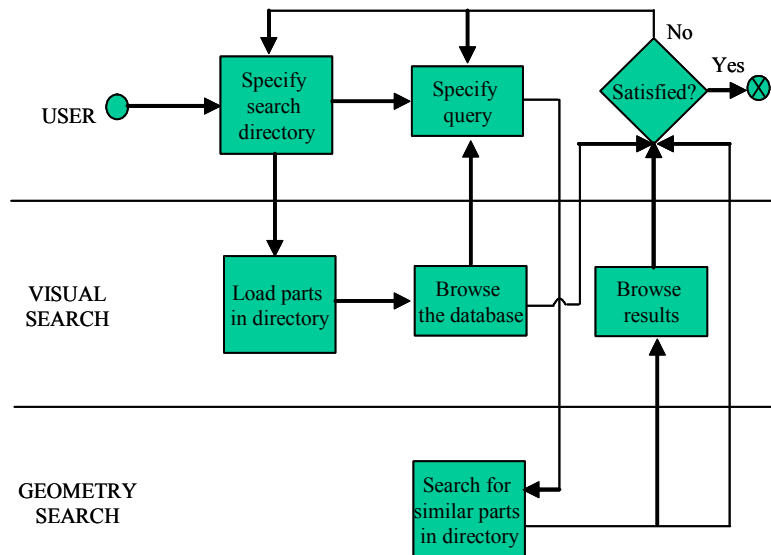 No
Yes
USER
Specify
search
directory
Specify
query
Satisfied?
X
VISUAL
SEARCH
Load parts
in directory
Browse
the database
Browse
results
GEOMETRY
SEARCH
Search for
similar parts
in directory